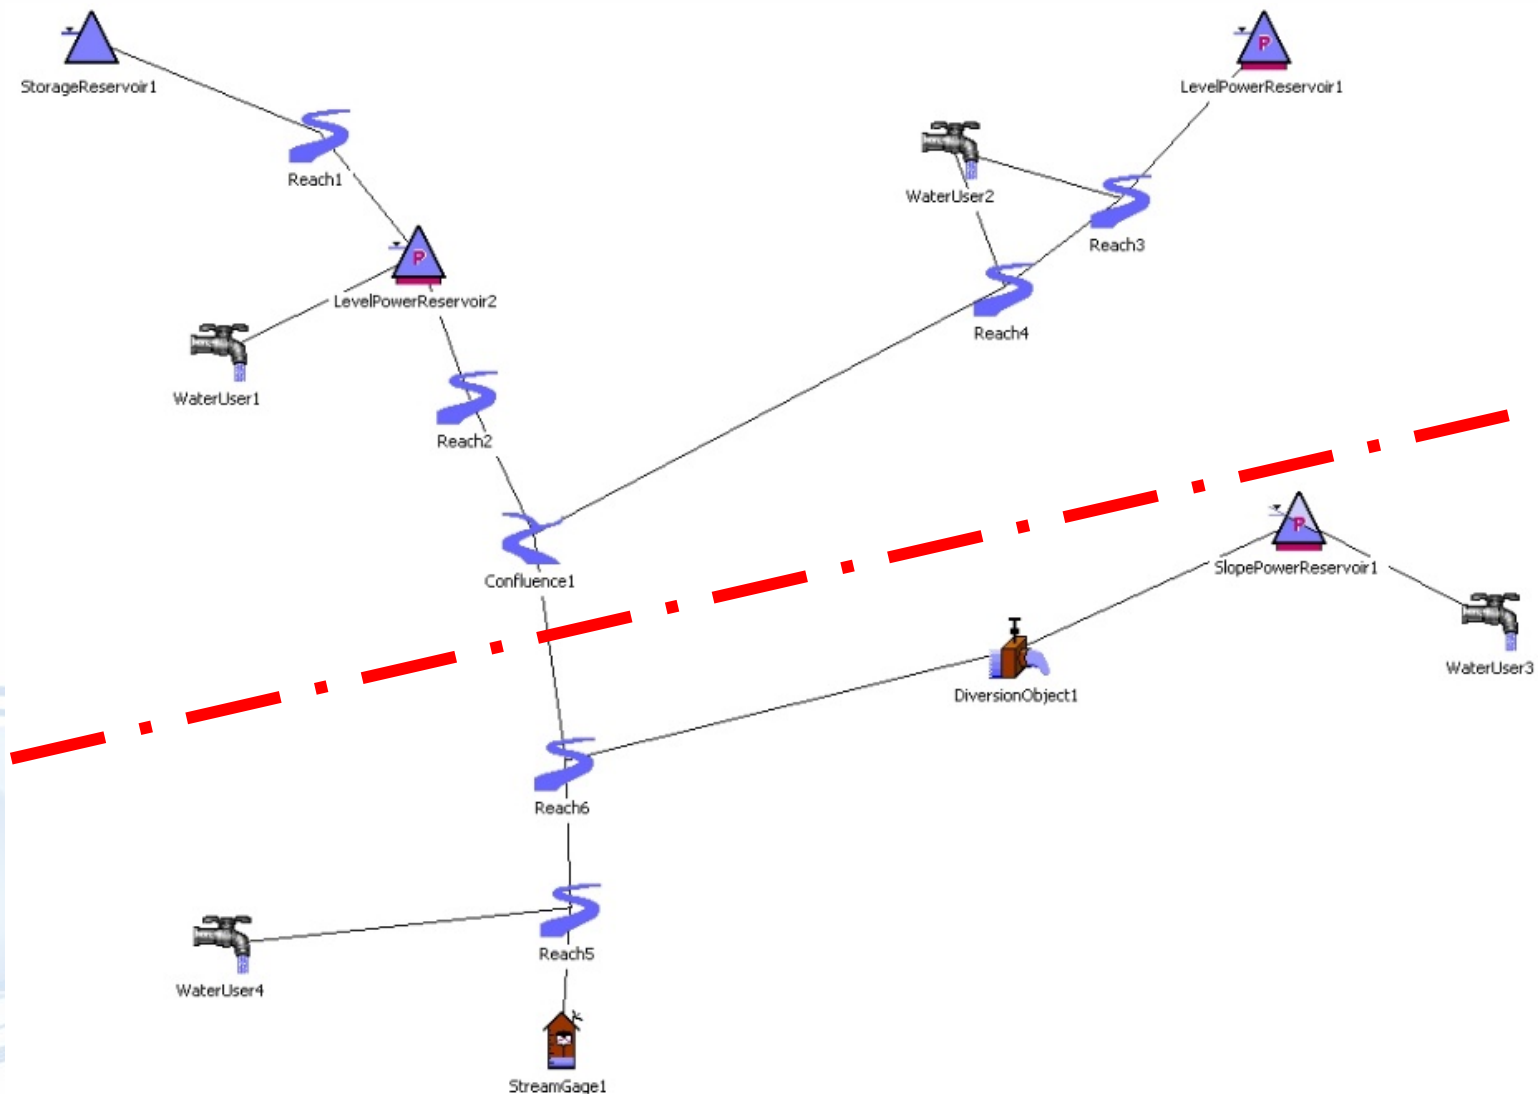 StorageReservoir1
LevelPowerReservoir1
P
Reach1
WaterUser2
Reach3
P
LevelPowerReservoir2
Reach4
WaterUser1
Reach2
P
SlopePowerReservoir1
Confluence1
WaterUser3
DiversionObject1
Reach6
Reach5
WaterUser4
StreamGage1